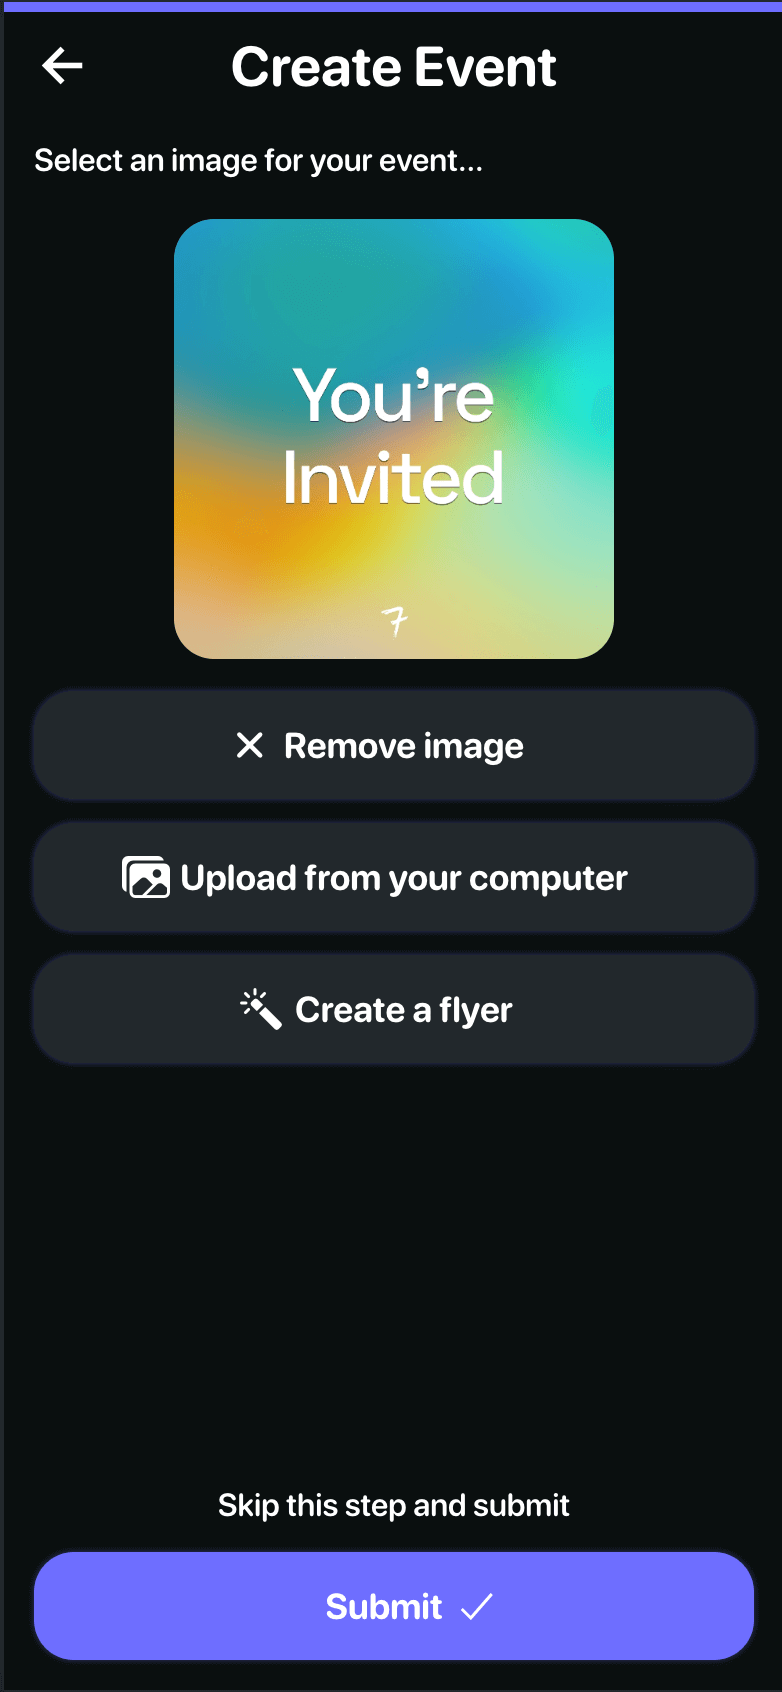 Create Event
Select an image for your event...
You’re
Invited
Remove image
Upload from your computer
Create a flyer
Skip this step and submit
Submit